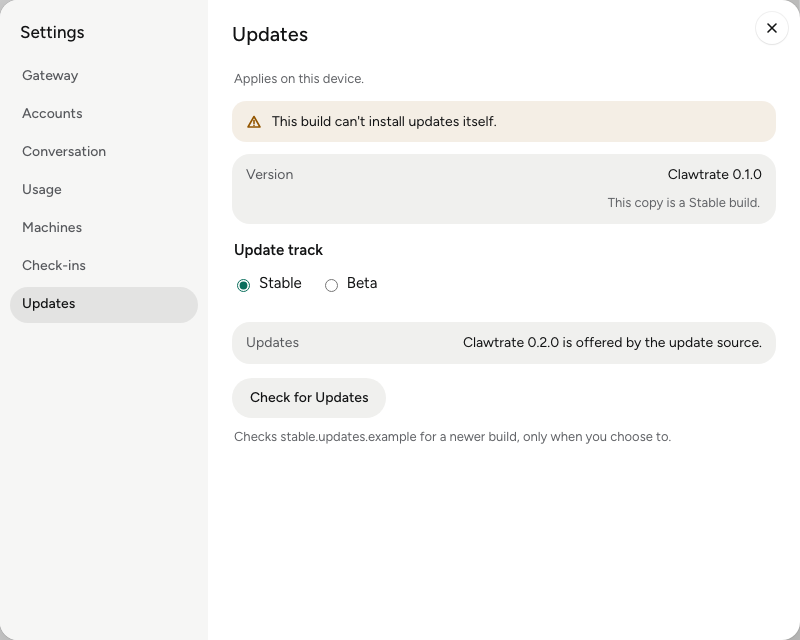 Settings
Gateway
Accounts
Conversation
Usage
Machines
Check-ins
Updates
Updates
Applies on this device.
This build can't install updates itself.
Version
Clawtrate 0.1.0
This copy is a Stable build.
Update track
Stable
Beta
Updates
Clawtrate 0.2.0 is offered by the update source.
Check for Updates
Checks stable.updates.example for a newer build, only when you choose to.